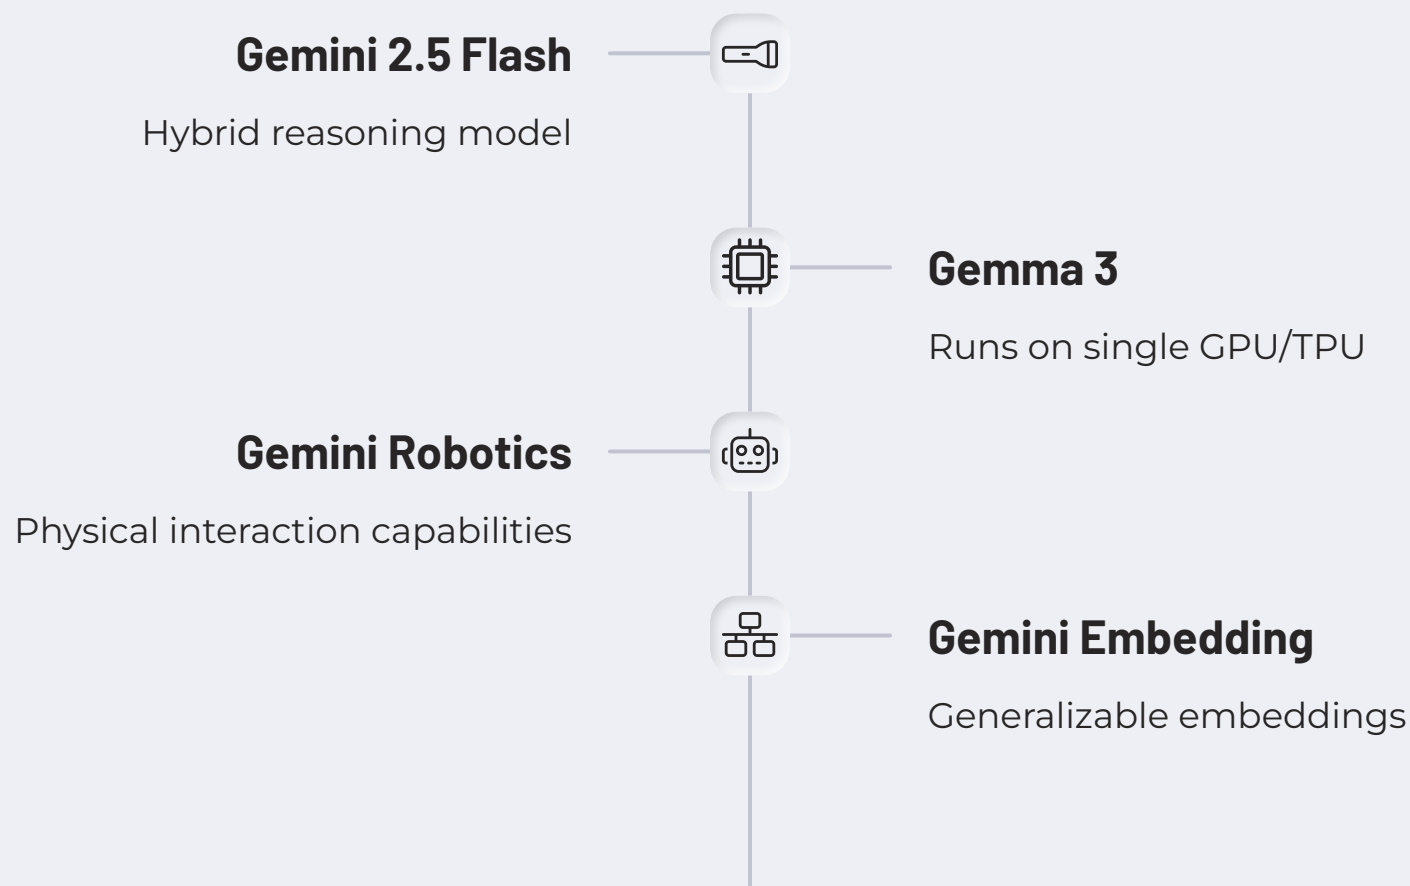 Gemini 2.5 Flash
Hybrid reasoning model
Gemma 3
Runs on single GPU/TPU
Gemini Robotics
Physical interaction capabilities
Gemini Embedding
Generalizable embeddings